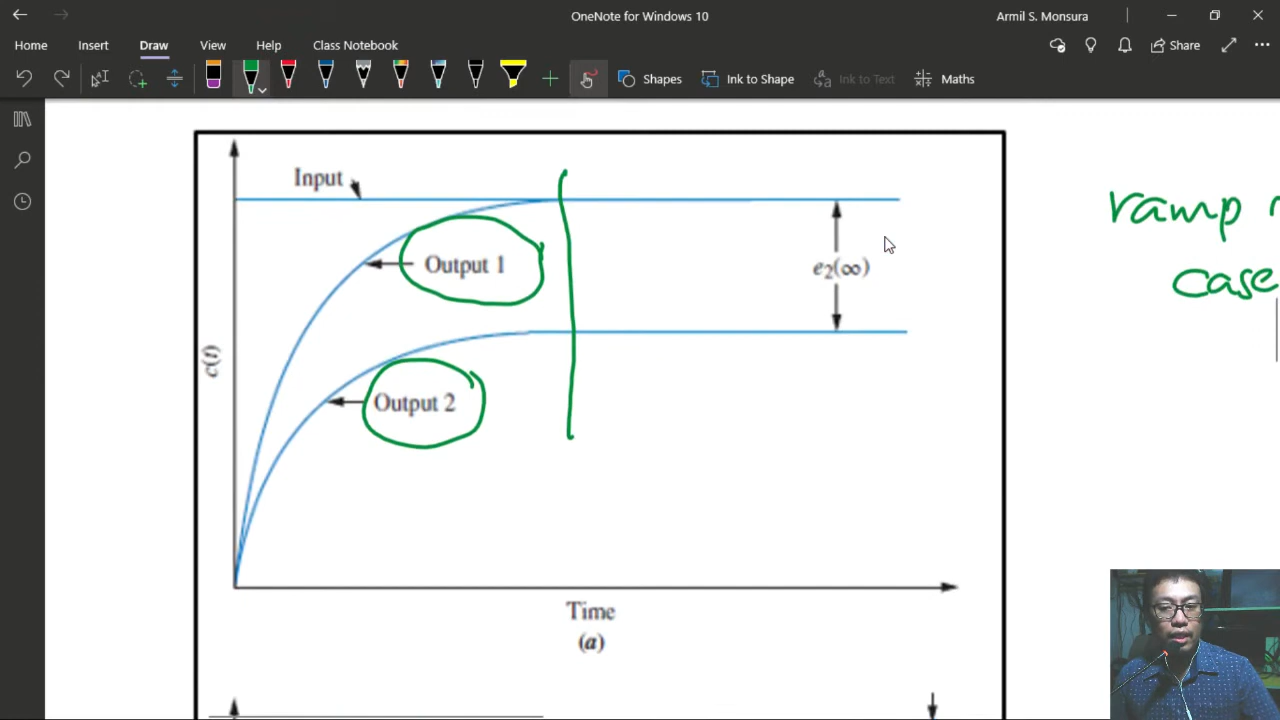 OneNote for Windows 10
Armil S. Monsura
Home Insert Draw View Help Class Notebook
Share
Shapes Ink to Shape Ink to Text Maths
Input
Output 1
e₂(∞)
Output 2
c(t)
Time
(a)
ramp
case